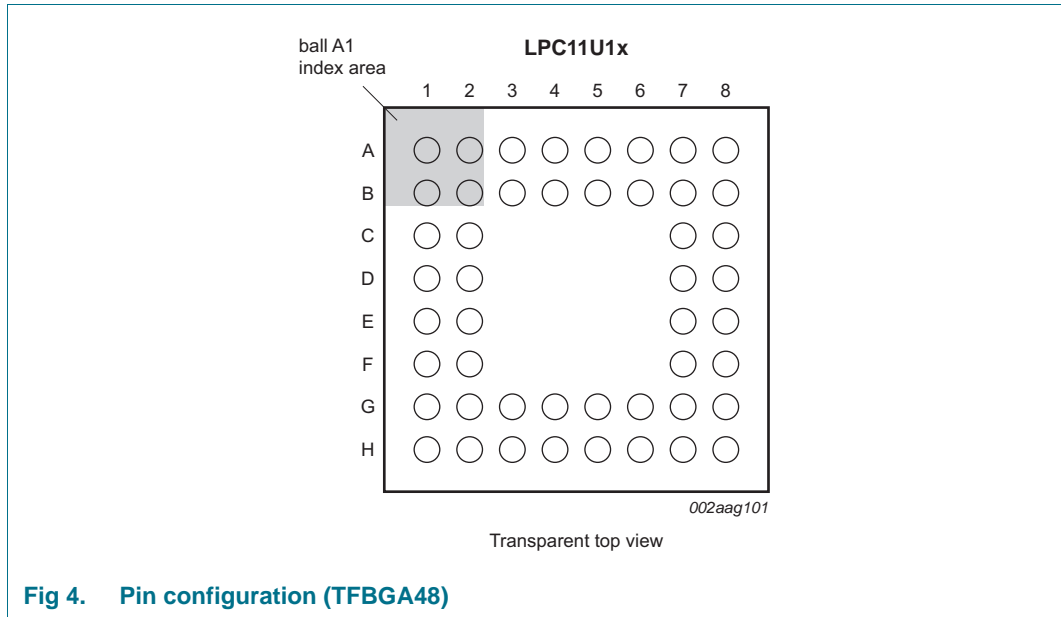 ball A1
index area
LPC11U1x
1 2 3 4 5 6 7 8
A
B
C
D
E
F
G
H
002aag101
Transparent top view
Fig 4. Pin configuration (TFBGA48)